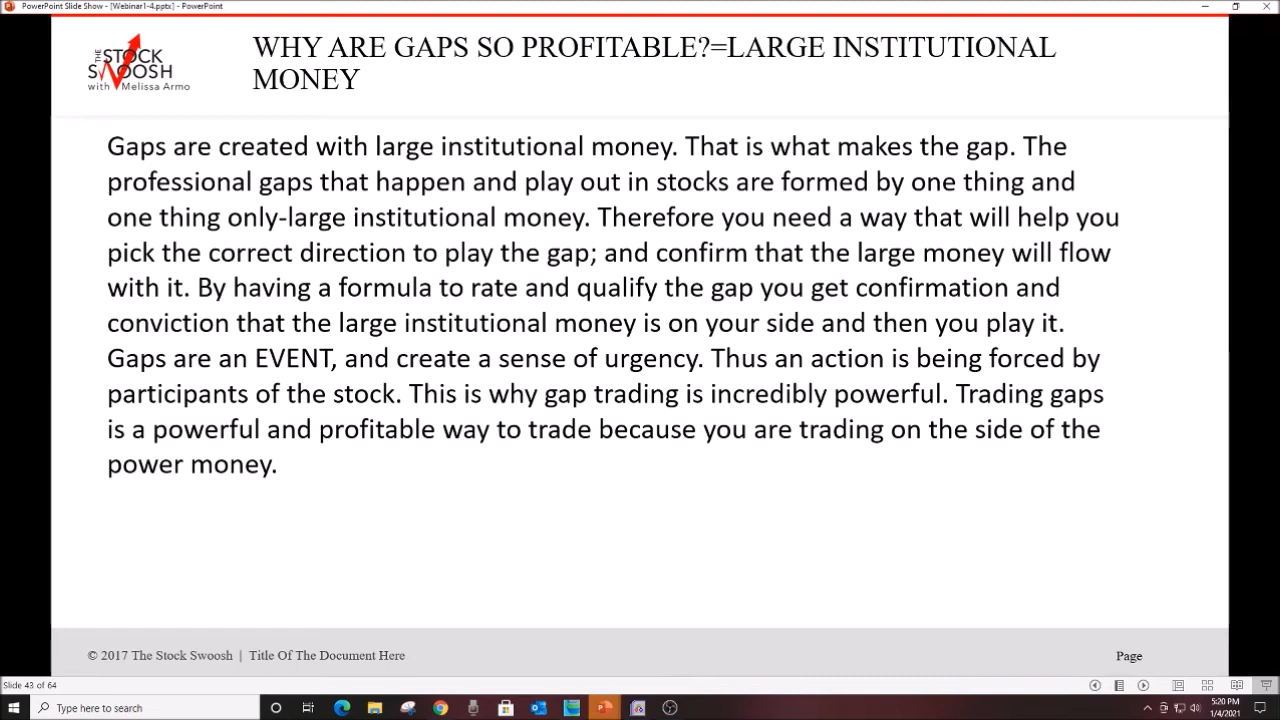 PowerPoint Slide Show - [Webinar1-4.pptx] - PowerPoint
THE
STOCK
SWOOSH
with Melissa Armo
WHY ARE GAPS SO PROFITABLE?=LARGE INSTITUTIONAL
MONEY
Gaps are created with large institutional money. That is what makes the gap. The
professional gaps that happen and play out in stocks are formed by one thing and
one thing only-large institutional money. Therefore you need a way that will help you
pick the correct direction to play the gap; and confirm that the large money will flow
with it. By having a formula to rate and qualify the gap you get confirmation and
conviction that the large institutional money is on your side and then you play it.
Gaps are an EVENT, and create a sense of urgency. Thus an action is being forced by
participants of the stock. This is why gap trading is incredibly powerful. Trading gaps
is a powerful and profitable way to trade because you are trading on the side of the
power money.
© 2017 The Stock Swoosh | Title Of The Document Here
Page
Slide 43 of 64
Type here to search
5:20 PM
1/4/2021